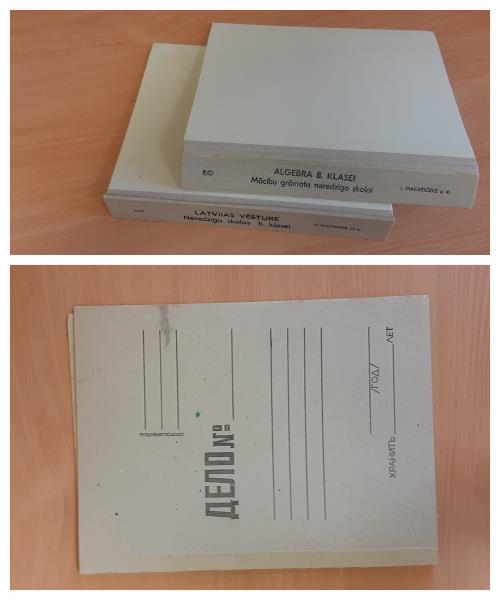 ALGEBRA 8. KLASEI
Mācību grāmata neredzīgo skolai
LATVIJAS VĒSTURE
Neredzīgo skolas 8. klasei
ДЕЛО №
/ГОД/
ХРАНИТЬ ЛЕТ